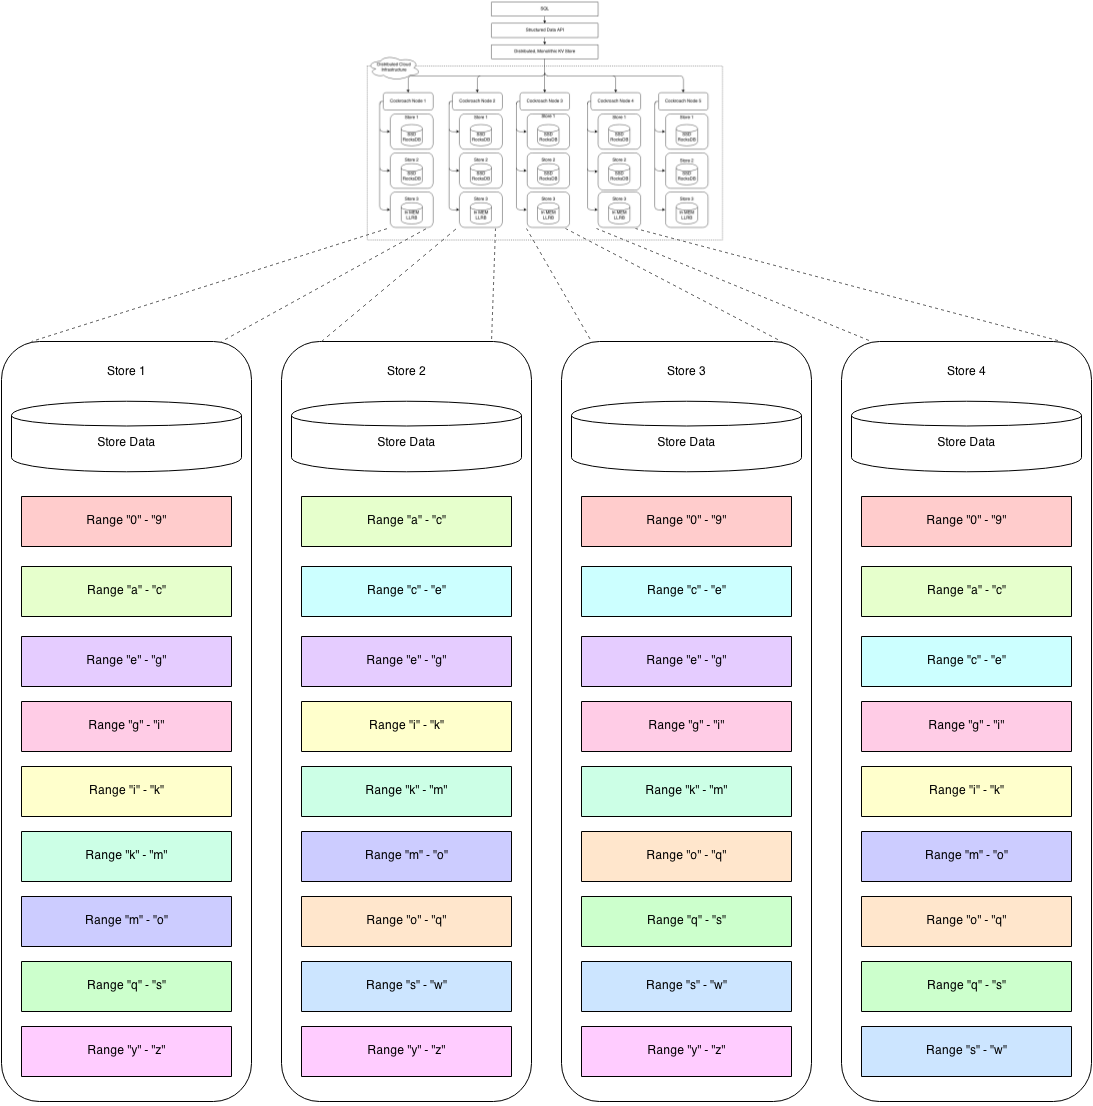 SQL
Structured Data API
Distributed, Monolithic KV Store
Distributed Cloud
Infrastructure
Cockroach Node 1
Cockroach Node 2
Cockroach Node 3
Cockroach Node 4
Cockroach Node 5
Store 1
Store 1
Store 1
Store 1
Store 1
SSD
RocksDB
SSD
RocksDB
SSD
RocksDB
SSD
RocksDB
SSD
RocksDB
Store 2
Store 2
Store 2
Store 2
Store 2
SSD
RocksDB
SSD
RocksDB
SSD
RocksDB
SSD
RocksDB
SSD
RocksDB
Store 3
Store 3
Store 3
Store 3
Store 3
in MEM
LLRB
in MEM
LLRB
in MEM
LLRB
in MEM
LLRB
in MEM
LLRB
Store 1
Store Data
Range "0" - "9"
Range "a" - "c"
Range "e" - "g"
Range "g" - "i"
Range "i" - "k"
Range "k" - "m"
Range "m" - "o"
Range "q" - "s"
Range "y" - "z"
Store 2
Store Data
Range "a" - "c"
Range "c" - "e"
Range "e" - "g"
Range "i" - "k"
Range "k" - "m"
Range "m" - "o"
Range "o" - "q"
Range "s" - "w"
Range "y" - "z"
Store 3
Store Data
Range "0" - "9"
Range "c" - "e"
Range "e" - "g"
Range "g" - "i"
Range "k" - "m"
Range "o" - "q"
Range "q" - "s"
Range "s" - "w"
Range "y" - "z"
Store 4
Store Data
Range "0" - "9"
Range "a" - "c"
Range "c" - "e"
Range "g" - "i"
Range "i" - "k"
Range "m" - "o"
Range "o" - "q"
Range "q" - "s"
Range "s" - "w"